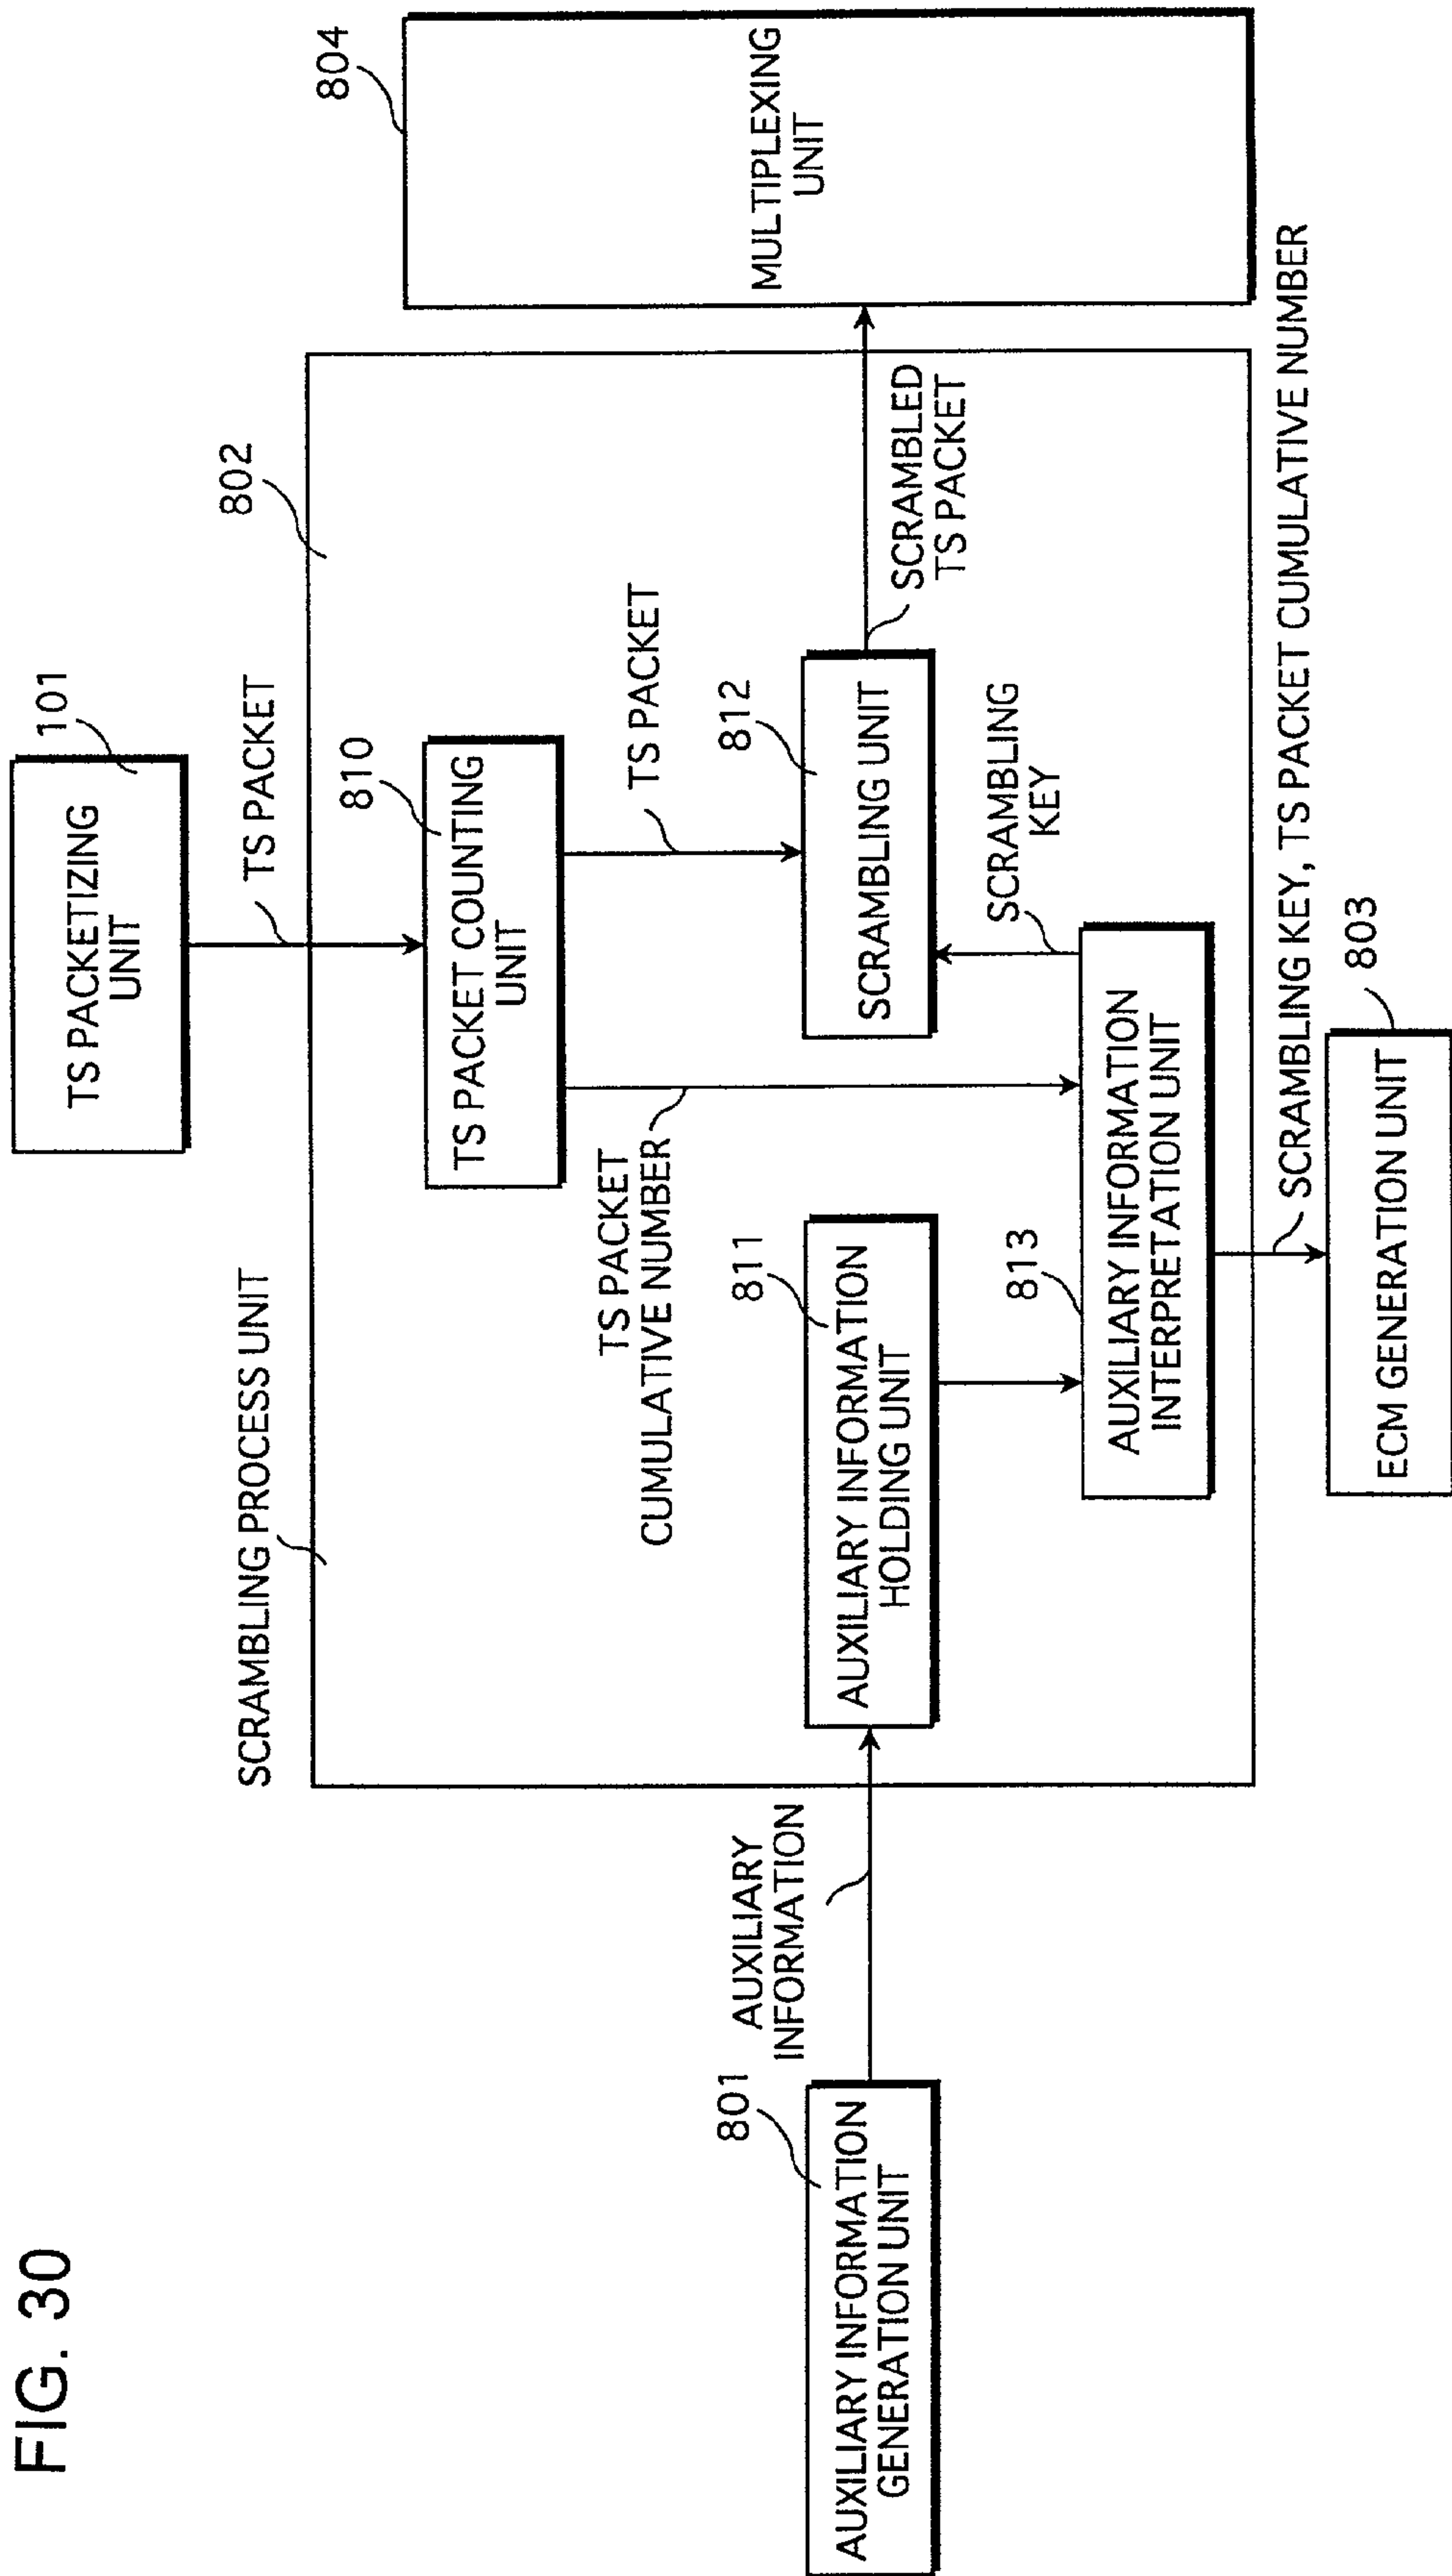 FIG. 30
TS PACKETIZING
UNIT
101
TS PACKET
SCRAMBLING PROCESS UNIT
802
804
TS PACKET COUNTING
UNIT
810
TS PACKET
CUMULATIVE NUMBER
TS PACKET
MULTIPLEXING
UNIT
801
AUXILIARY INFORMATION
GENERATION UNIT
AUXILIARY
INFORMATION
811
AUXILIARY INFORMATION
HOLDING UNIT
812
SCRAMBLING UNIT
SCRAMBLED
TS PACKET
SCRAMBLING
KEY
813
AUXILIARY INFORMATION
INTERPRETATION UNIT
SCRAMBLING KEY, TS PACKET CUMULATIVE NUMBER
803
ECM GENERATION UNIT